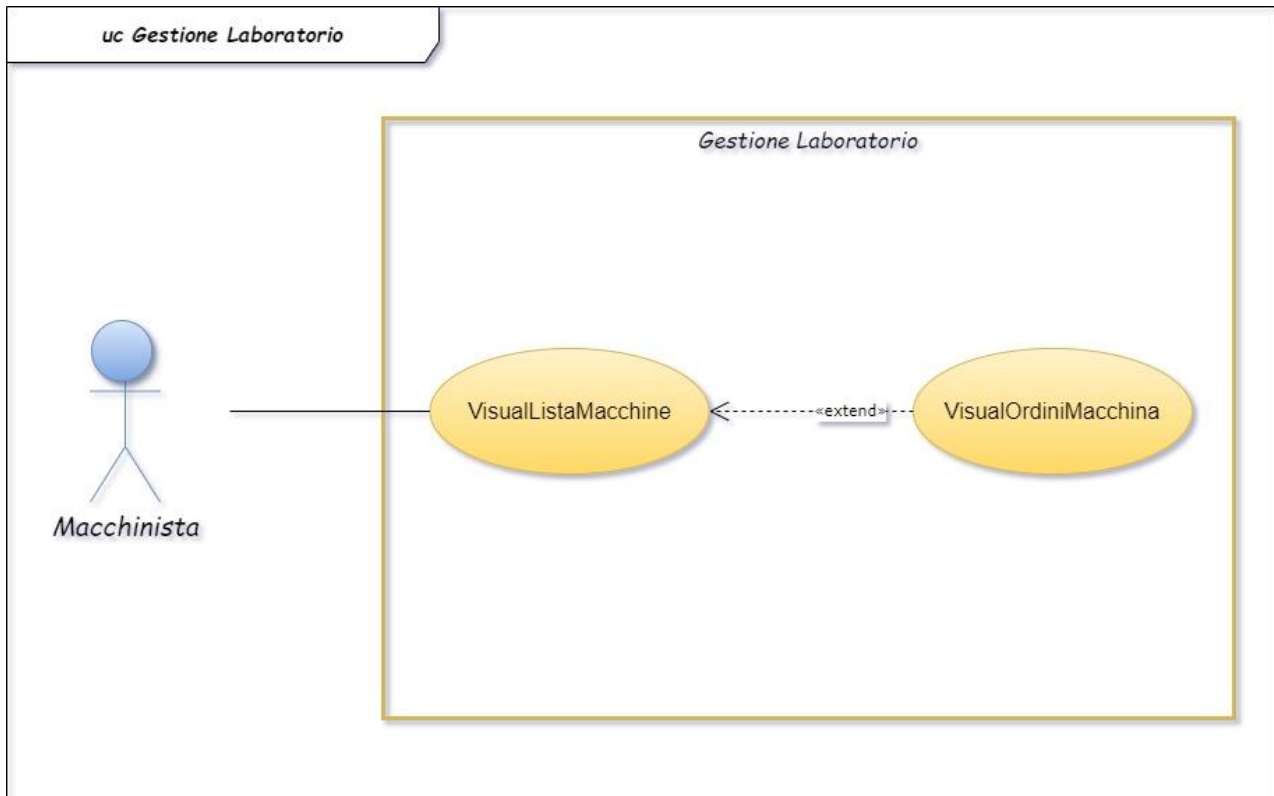 uc Gestione Laboratorio
Gestione Laboratorio
VisualListaMacchine
«extend»
VisualOrdiniMacchina
Macchinista